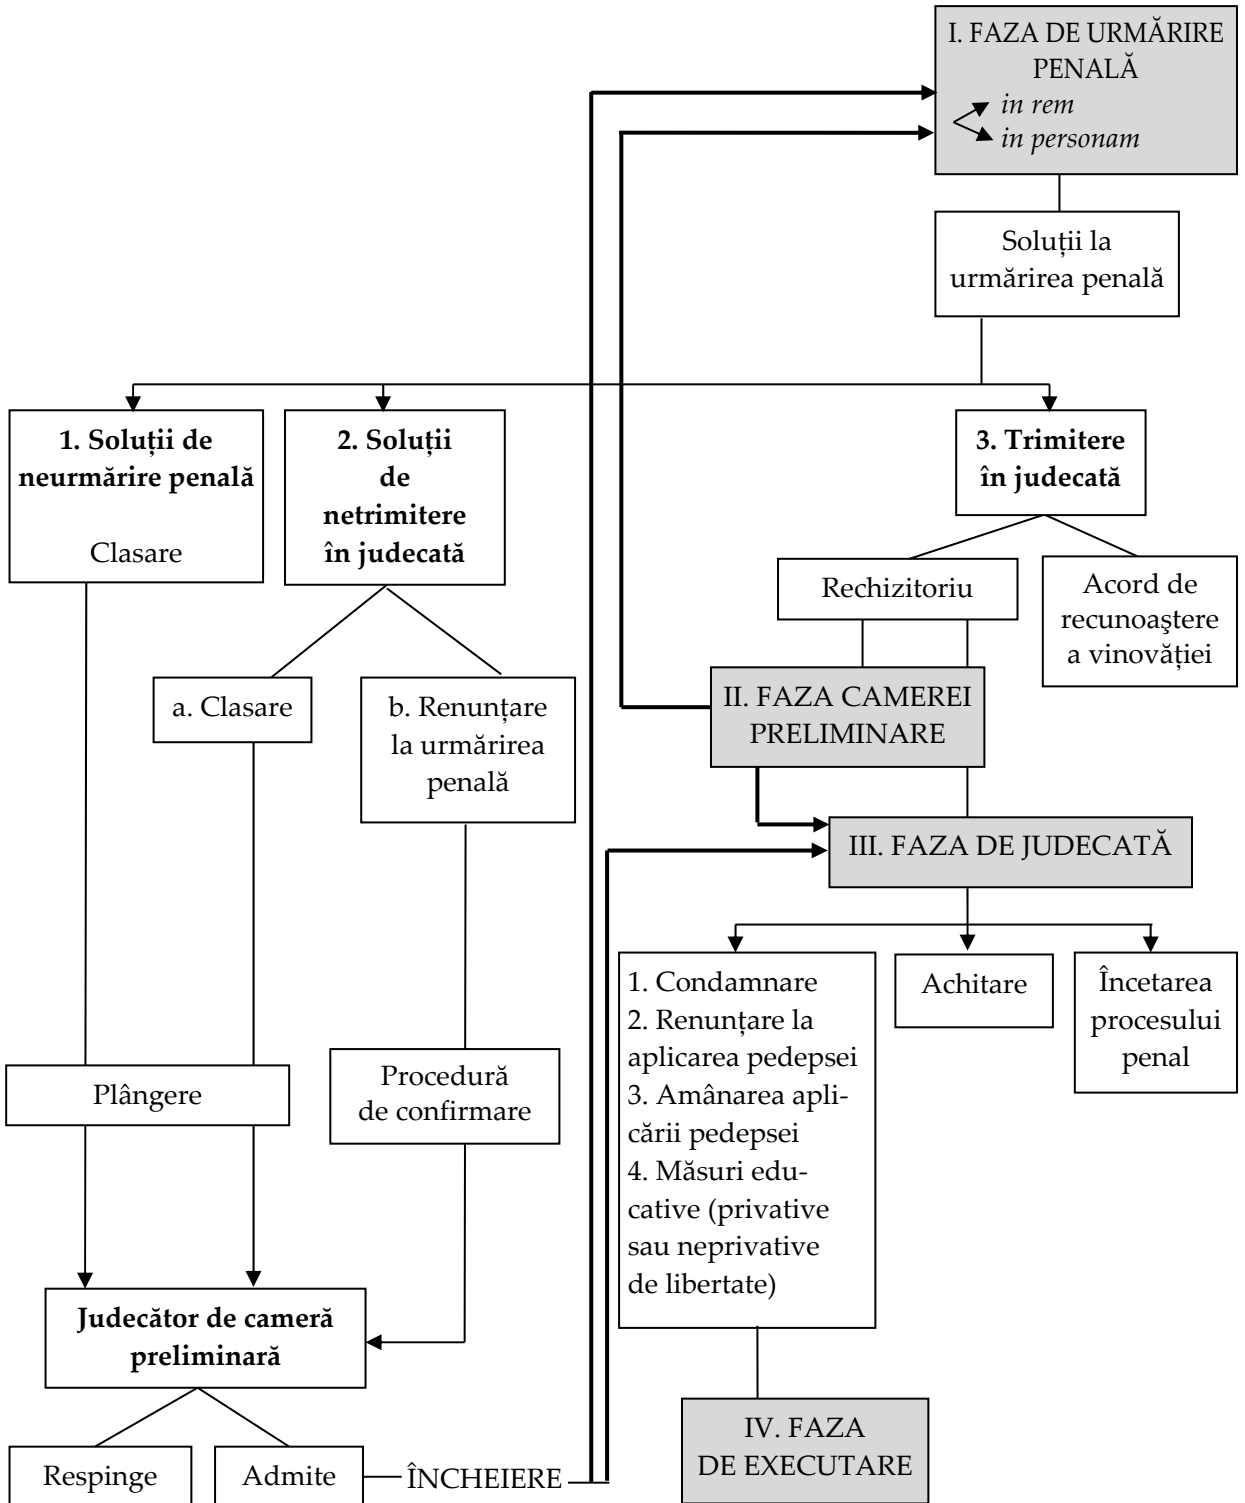 I. FAZA DE URMĂRIRE
PENALĂ
in rem
in personam
Soluții la
urmărirea penală
1. Soluții de
neurmărire penală
Clasare
2. Soluții
de
netrimitere
în judecată
3. Trimitere
în judecată
Rechizitoriu
Acord de
recunoaştere
a vinovăției
a. Clasare
b. Renunțare
la urmărirea
penală
II. FAZA CAMEREI
PRELIMINARE
III. FAZA DE JUDECATĂ
1. Condamnare
2. Renunțare la
aplicarea pedepsei
3. Amânarea apli-
cării pedepsei
4. Măsuri edu-
cative (privative
sau neprivative
de libertate)
Achitare
Încetarea
procesului
penal
Plângere
Procedură
de confirmare
Judecător de cameră
preliminară
Respinge
Admite
ÎNCHEIERE
IV. FAZA
DE EXECUTARE